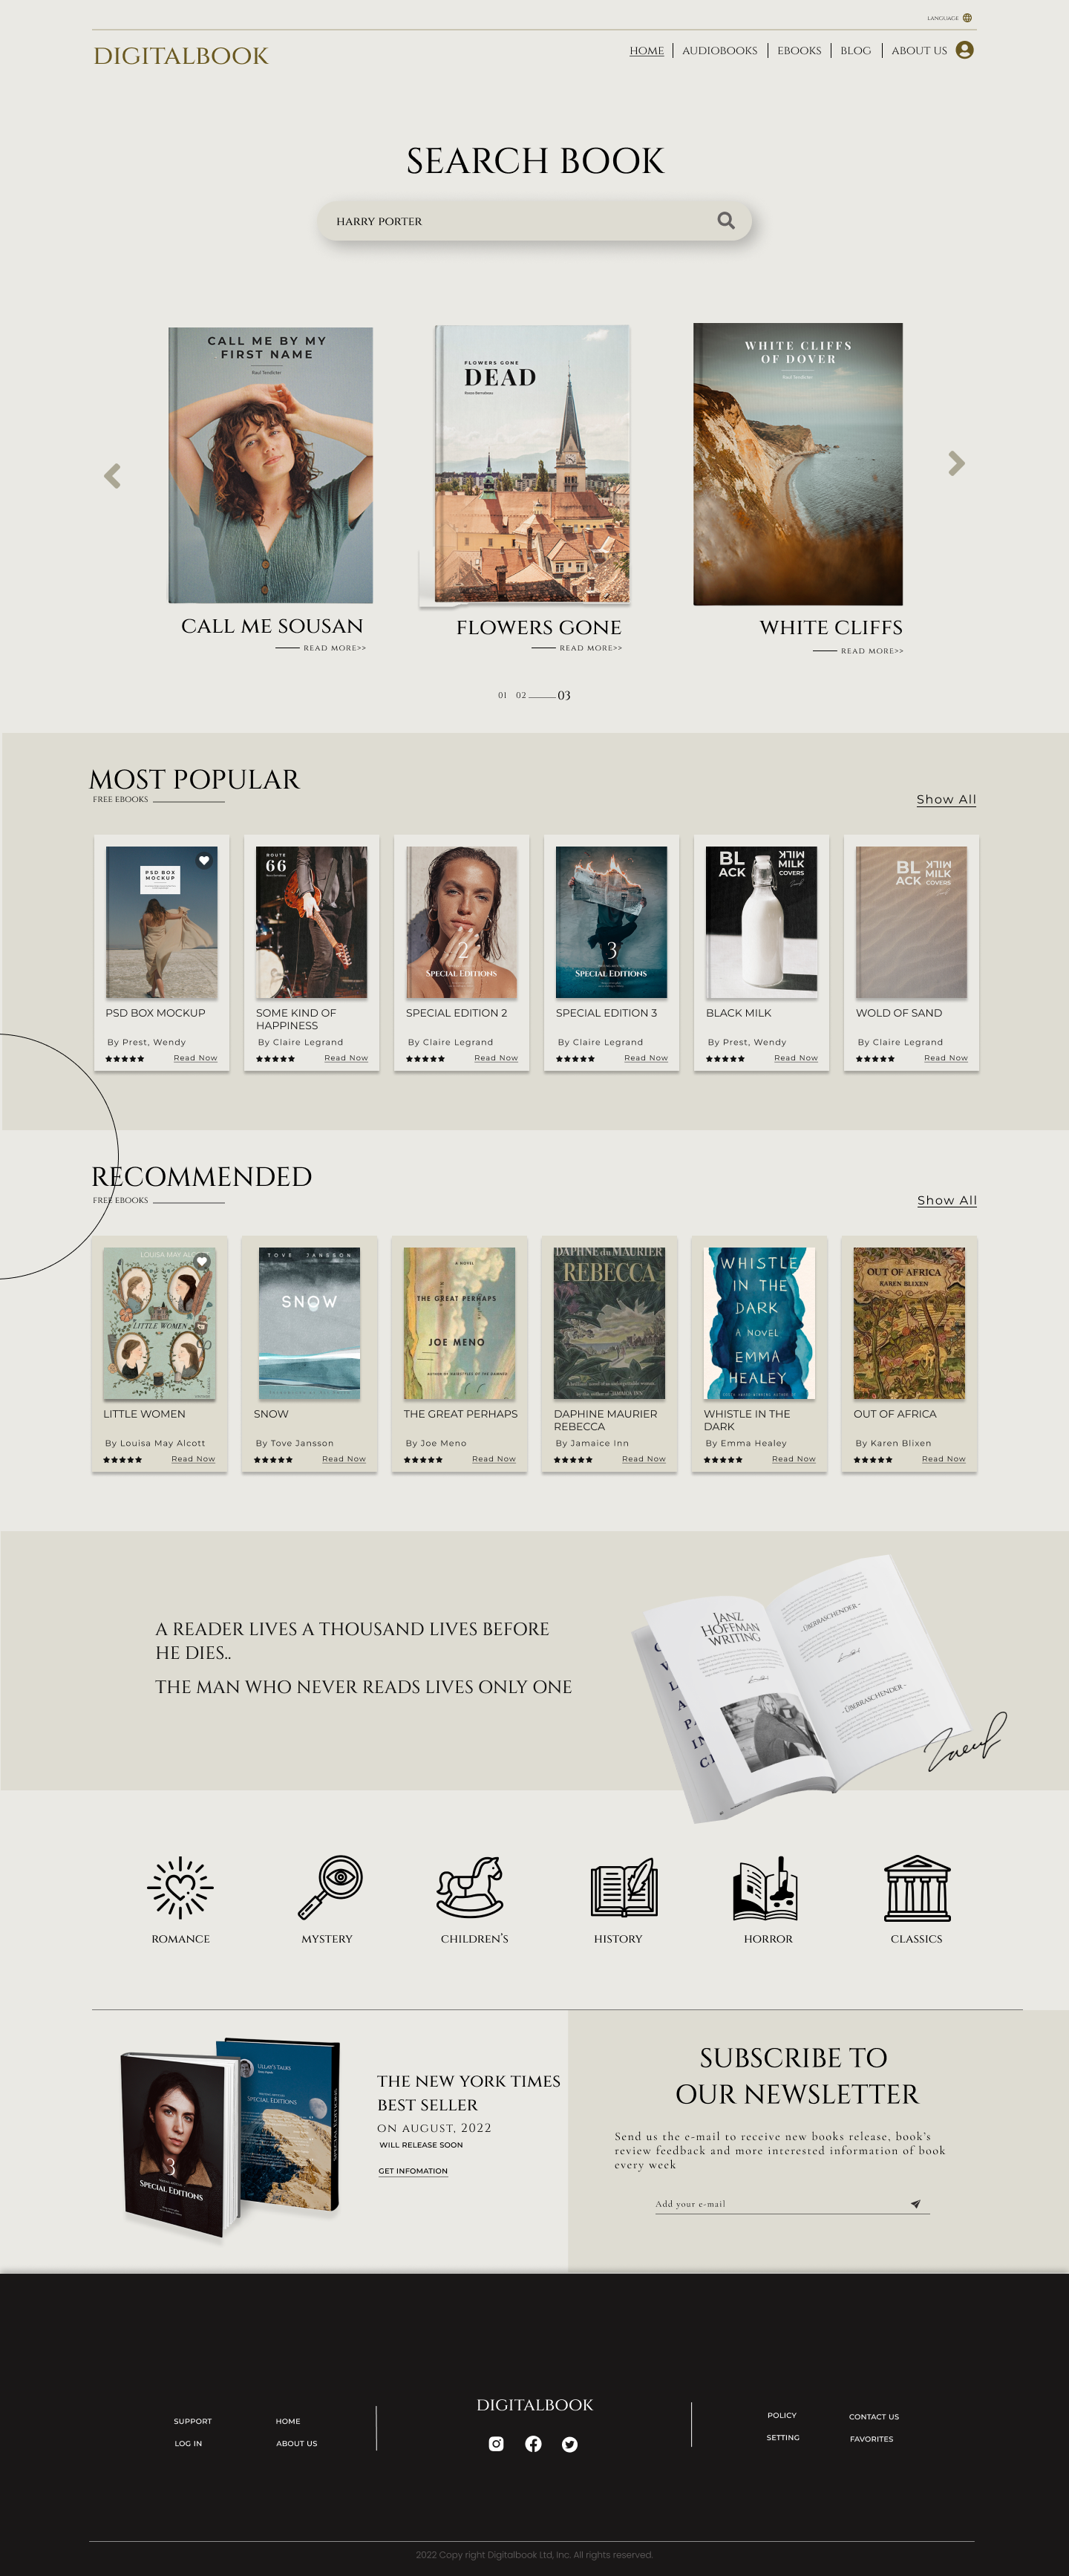 LANGUAGE
DIGITALBOOK
HOME
AUDIOBOOKS
EBOOKS
BLOG
ABOUT US
SEARCH BOOK
HARRY PORTER
CALL ME BY MY
FIRST NAME
FLOWERS GONE
DEAD
WHITE CLIFFS
OF DOVER
CALL ME SOUSAN
READ MORE>>
FLOWERS GONE
READ MORE>>
WHITE CLIFFS
READ MORE>>
01 02 03
MOST POPULAR
FREE EBOOKS
Show All
PSD BOX
MOCKUP
ROUTE
66
2
SPECIAL EDITIONS
3
SPECIAL EDITIONS
BL
ACK
MILK
MILK
COVERS
BL
ACK
MILK
MILK
COVERS
PSD BOX MOCKUP
By Prest, Wendy
Read Now
SOME KIND OF
HAPPINESS
By Claire Legrand
Read Now
SPECIAL EDITION 2
By Claire Legrand
Read Now
SPECIAL EDITION 3
By Claire Legrand
Read Now
BLACK MILK
By Prest, Wendy
Read Now
WOLD OF SAND
By Claire Legrand
Read Now
RECOMMENDED
FREE EBOOKS
Show All
LOUISA MAY ALCO
LITTLE WOMEN
TOVE JANSSON
SNOW
A NOVEL
THE GREAT PERHAPS
JOE MENO
DAPHNE du MAURIER
REBECCA
WHISTLE
IN THE
DARK
A NOVEL
EMMA
HEALEY
OUT OF AFRICA
KAREN BLIXEN
LITTLE WOMEN
By Louisa May Alcott
Read Now
SNOW
By Tove Jansson
Read Now
THE GREAT PERHAPS
By Joe Meno
Read Now
DAPHINE MAURIER
REBECCA
By Jamaice Inn
Read Now
WHISTLE IN THE
DARK
By Emma Healey
Read Now
OUT OF AFRICA
By Karen Blixen
Read Now
A READER LIVES A THOUSAND LIVES BEFORE
HE DIES..
THE MAN WHO NEVER READS LIVES ONLY ONE
JANZ
HOFFMAN
WRITING
- ÜBERRASCHENDER -
- ÜBERRASCHENDER -
ROMANCE
MYSTERY
CHILDREN'S
HISTORY
HORROR
CLASSICS
3
SPECIAL EDITIONS
ULLAY'S TALKS
SPECIAL EDITIONS
THE NEW YORK TIMES
BEST SELLER
ON AUGUST, 2022
WILL RELEASE SOON
GET INFOMATION
SUBSCRIBE TO
OUR NEWSLETTER
Send us the e-mail to receive new books release, book's
review feedback and more interested information of book
every week
Add your e-mail
SUPPORT
HOME
LOG IN
ABOUT US
DIGITALBOOK
POLICY
CONTACT US
SETTING
FAVORITES
2022 Copy right Digitalbook Ltd, Inc. All rights reserved.